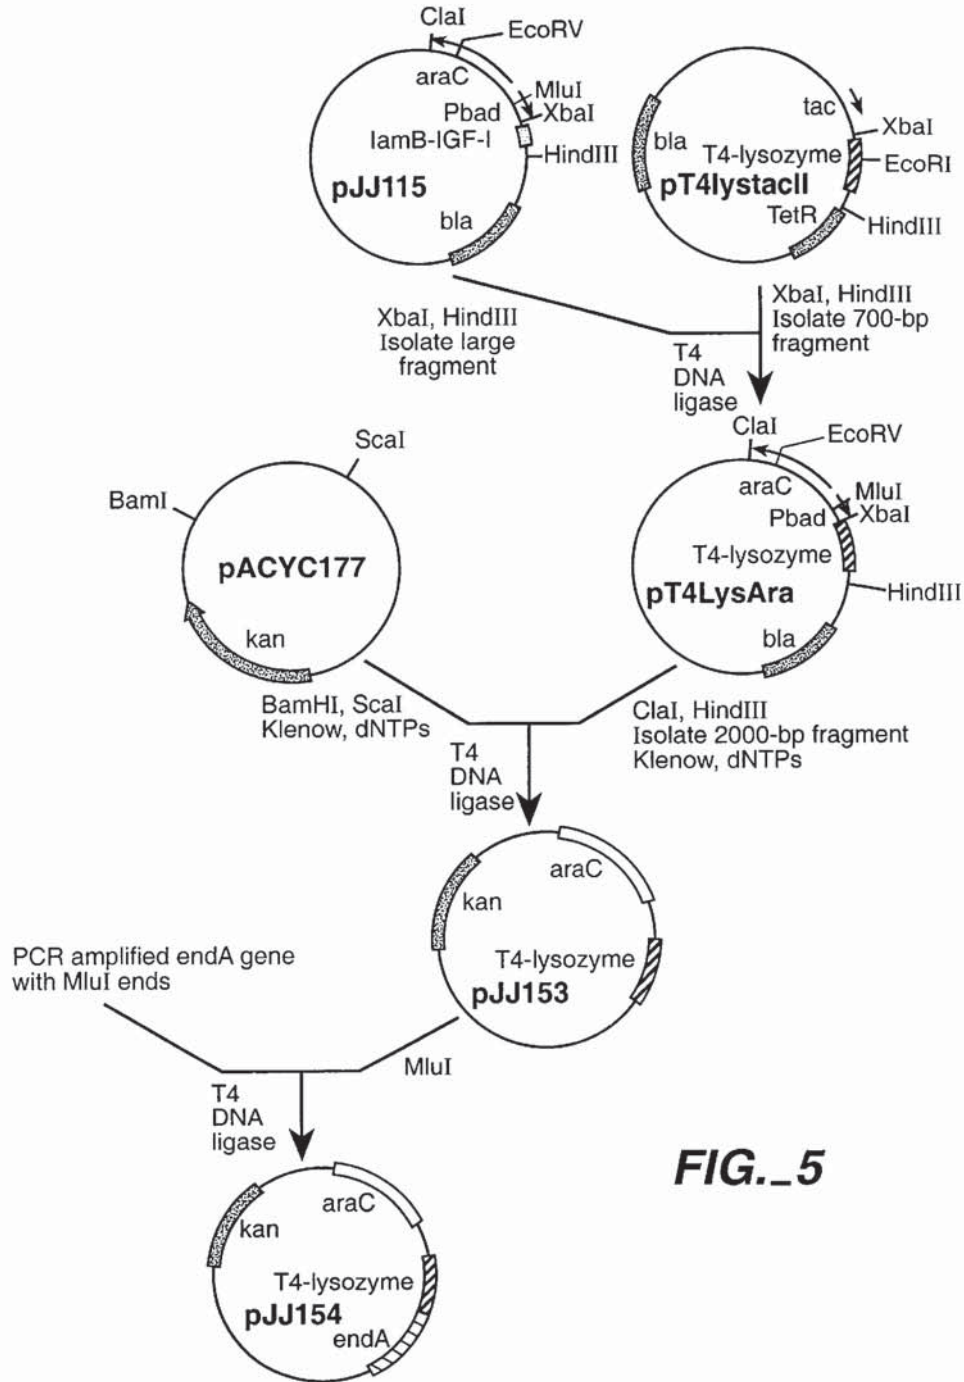 ClaI
EcoRV
araC
MluI
Pbad
XbaI
lamB-IGF-I
HindIII
pJJ115
bla
tac
XbaI
bla
T4-lysozyme
EcoRI
pT4lystacII
TetR
HindIII
XbaI, HindIII
Isolate large
fragment
XbaI, HindIII
Isolate 700-bp
fragment
T4
DNA
ligase
ScaI
BamI
pACYC177
kan
ClaI
EcoRV
araC
MluI
Pbad
XbaI
T4-lysozyme
pT4LysAra
HindIII
bla
BamHI, ScaI
Klenow, dNTPs
ClaI, HindIII
Isolate 2000-bp fragment
Klenow, dNTPs
T4
DNA
ligase
araC
kan
T4-lysozyme
pJJ153
PCR amplified endA gene
with MluI ends
MluI
T4
DNA
ligase
araC
kan
T4-lysozyme
pJJ154
endA
FIG._5